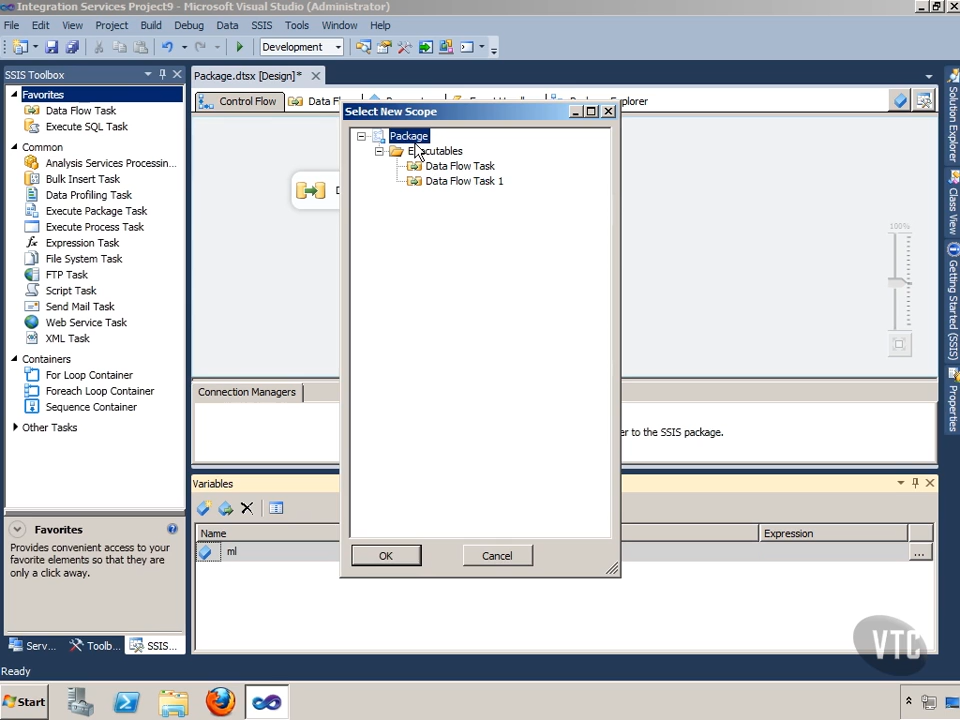 Integration Services Project9 - Microsoft Visual Studio (Administrator)
File Edit View Project Build Debug Data SSIS Tools Window Help
Development
SSIS Toolbox
Package.dtsx [Design]*
Favorites
Data Flow Task
Execute SQL Task
Common
Analysis Services Processin...
Bulk Insert Task
Data Profiling Task
Execute Package Task
Execute Process Task
Expression Task
File System Task
FTP Task
Script Task
Send Mail Task
Web Service Task
XML Task
Containers
For Loop Container
Foreach Loop Container
Sequence Container
Other Tasks
Favorites
Provides convenient access to your
favorite elements so that they are
only a click away.
Serv... Toolb... SSIS...
Control Flow
Explorer
Select New Scope
Package
Data Flow Task
Data Flow Task 1
OK Cancel
100%
Connection Managers
to the SSIS package.
Variables
Name Expression
ml ...
Solution Explorer
Class View
Getting Started (SSIS)
Properties
VTC
Ready
Start